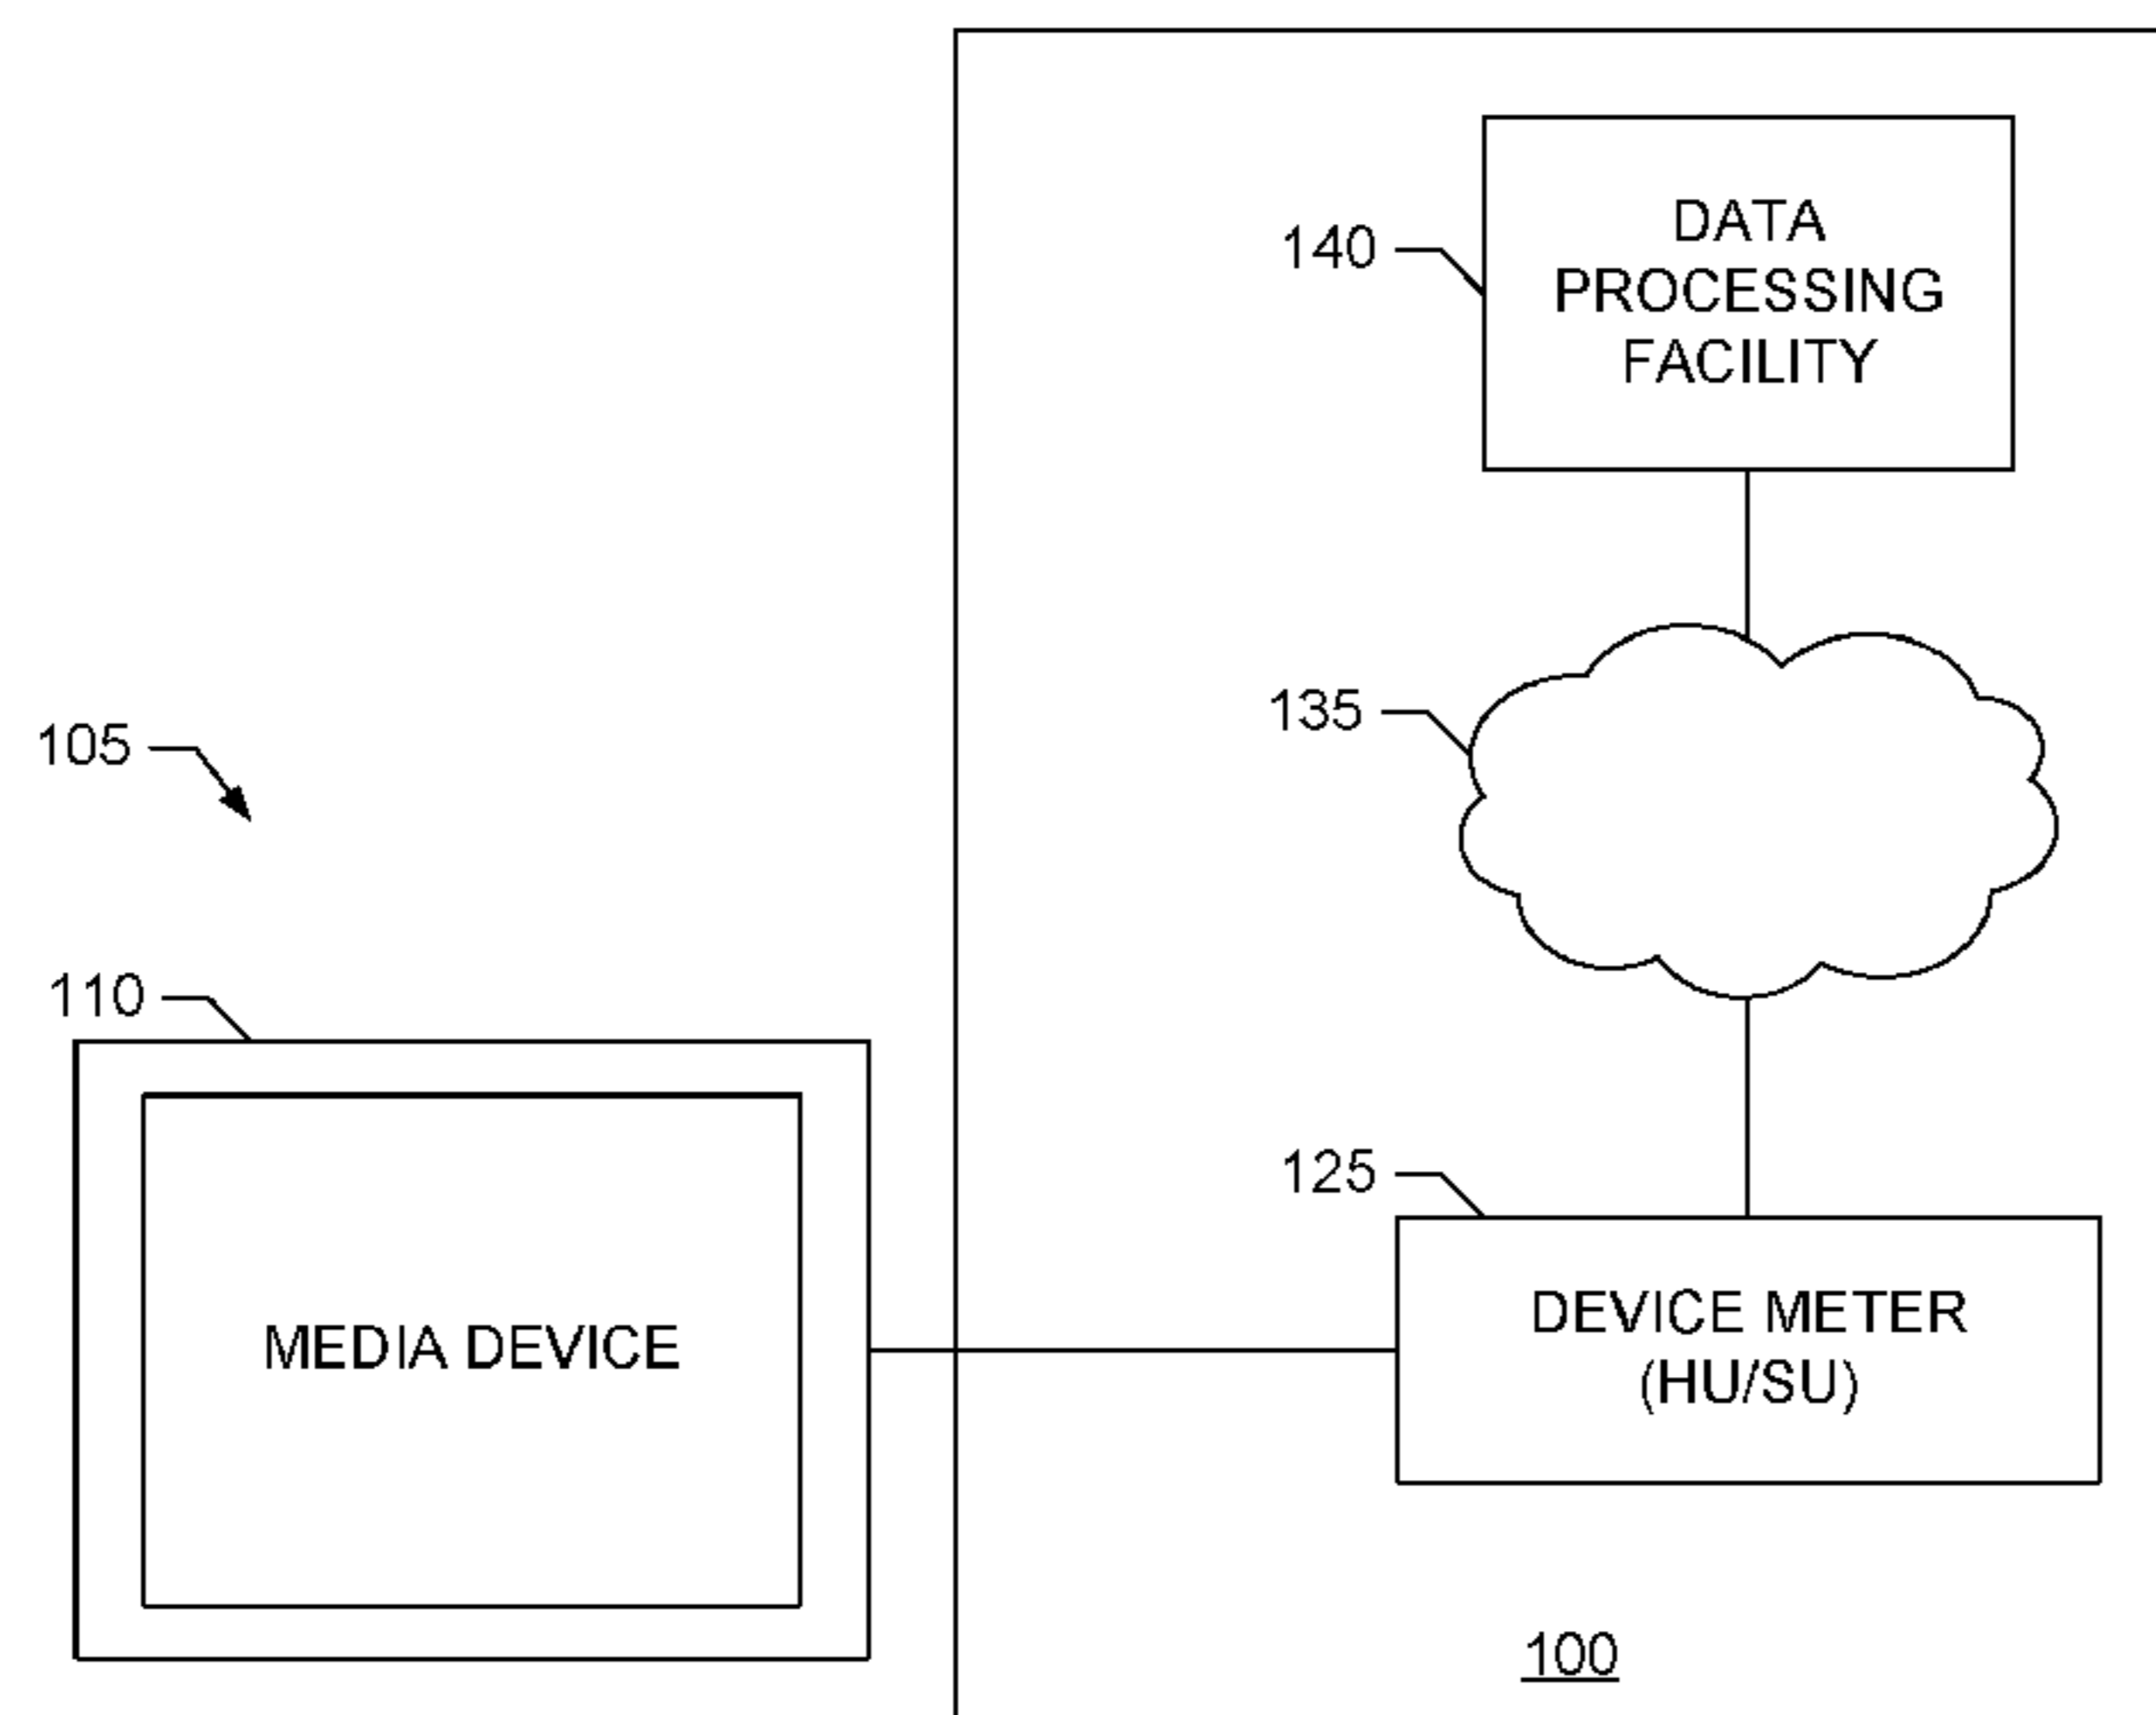 140
DATA
PROCESSING
FACILITY
135
105
110
MEDIA DEVICE
125
DEVICE METER
(HU/SU)
100